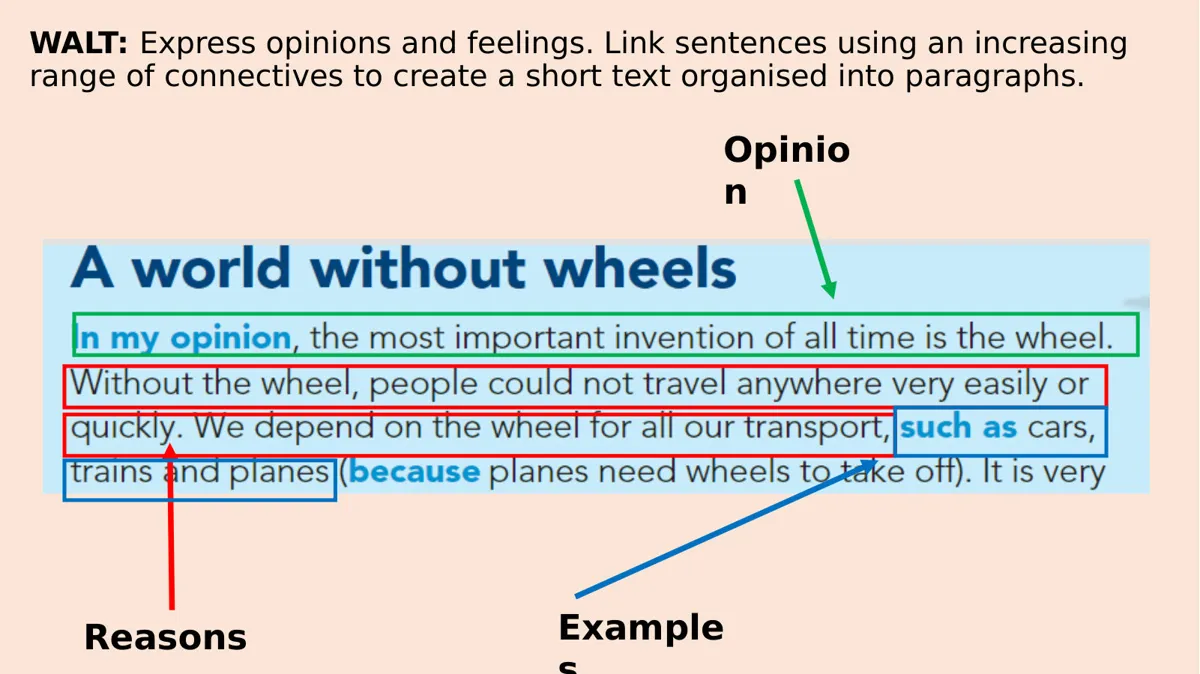 WALT: Express opinions and feelings. Link sentences using an increasing
range of connectives to create a short text organised into paragraphs.
Opinio
n
A world without wheels
In my opinion, the most important invention of all time is the wheel.
Without the wheel, people could not travel anywhere very easily or
quickly. We depend on the wheel for all our transport, such as cars,
trains and planes (because planes need wheels to take off). It is very
Reasons
Example
s